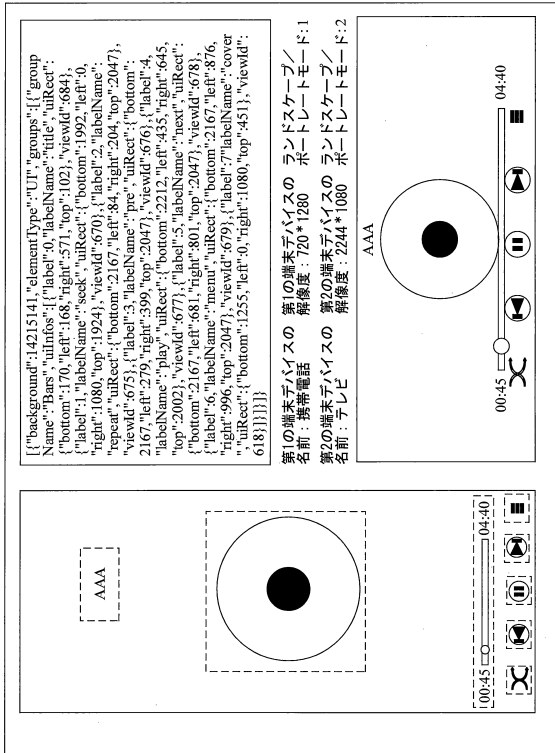 [{"background":14215141,"elementType":"UI","groups":[{"group
Name":"Bars","uiInfos":[{"label":0,"labelName":"title","uiRect":
{"bottom":170,"left":168,"right":571,"top":102},"viewId":684},
{"label":1,"labelName":"seek","uiRect":{"bottom":1992,"left":0,
"right":1080,"top":1924},"viewId":670},{"label":2,"labelName":
"repeat","uiRect":{"bottom":2167,"left":84,"right":204,"top":2047},
"viewId":675},{"label":3,"labelName":"pre","uiRect":{"bottom":
2167,"left":279,"right":399,"top":2047},"viewId":676},{"label":4,
"labelName":"play","uiRect":{"bottom":2212,"left":435,"right":645,
"top":2002},"viewId":677},{"label":5,"labelName":"next","uiRect":
{"bottom":2167,"left":681,"right":801,"top":2047},"viewId":678},
{"label":6,"labelName":"menu","uiRect":{"bottom":2167,"left":876,
"right":996,"top":2047},"viewId":679},{"label":7"labelName":"cover
","uiRect":{"bottom":1255,"left":0,"right":1080,"top":451},"viewId":
618}]}]}]}
第1の端末デバイスの 第1の端末デバイスの ランドスケープ/
名前：携帯電話 解像度：720*1280 ポートレートモード:1
第2の端末デバイスの 第2の端末デバイスの ランドスケープ/
名前：テレビ 解像度：2244*1080 ポートレートモード:2
AAA
00:45 04:40
AAA
00:45 04:40